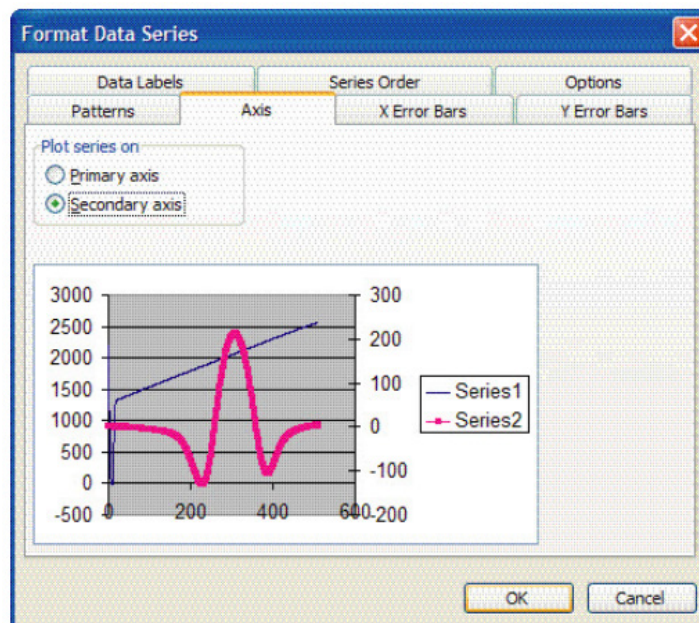 Format Data Series
Data Labels Series Order Options
Patterns Axis X Error Bars Y Error Bars
Plot series on
Primary axis
Secondary axis
3000 300
2500 200
2000
1500 100
1000 0
500
0 -100
-500 0 200 400 600 -200
Series1
Series2
OK Cancel